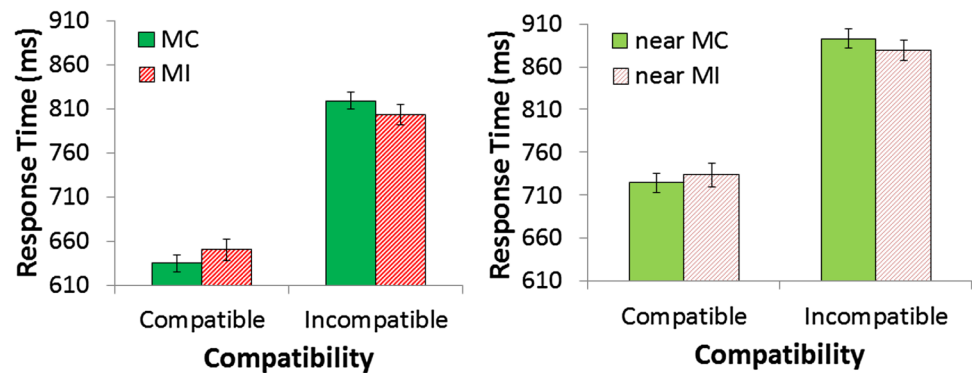 Response Time (ms)
910
860
810
760
710
660
610
MC
MI
Compatible Incompatible
Compatibility
Response Time (ms)
910
860
810
760
710
660
610
near MC
near MI
Compatible Incompatible
Compatibility